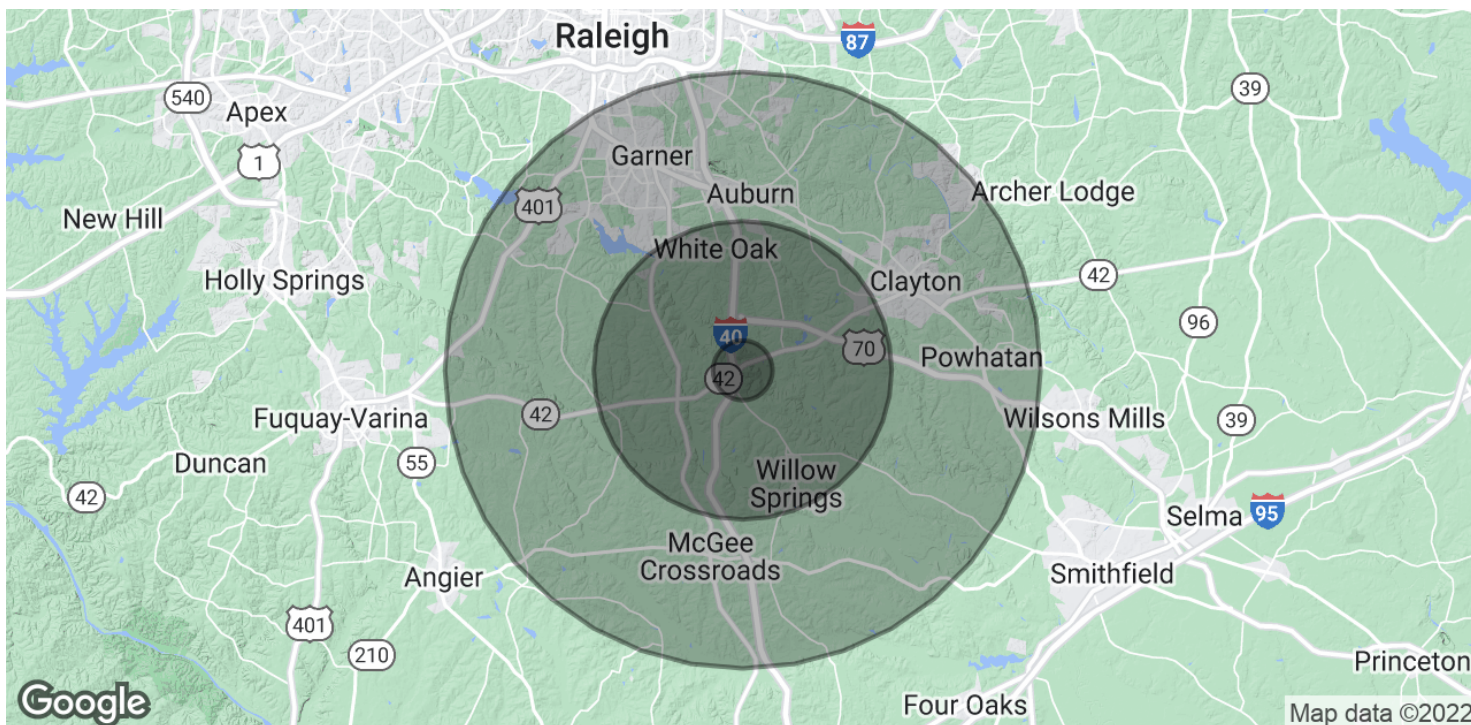 Raleigh
87
540
Apex
39
1
Garner
Auburn
Archer Lodge
401
New Hill
White Oak
Holly Springs
Clayton
42
96
40
70
Powhatan
42
42
Fuquay-Varina
Wilsons Mills
39
Duncan
55
Willow
Springs
42
Selma
95
McGee
Crossroads
Angier
Smithfield
401
210
Princeton
Google
Four Oaks
Map data ©2022